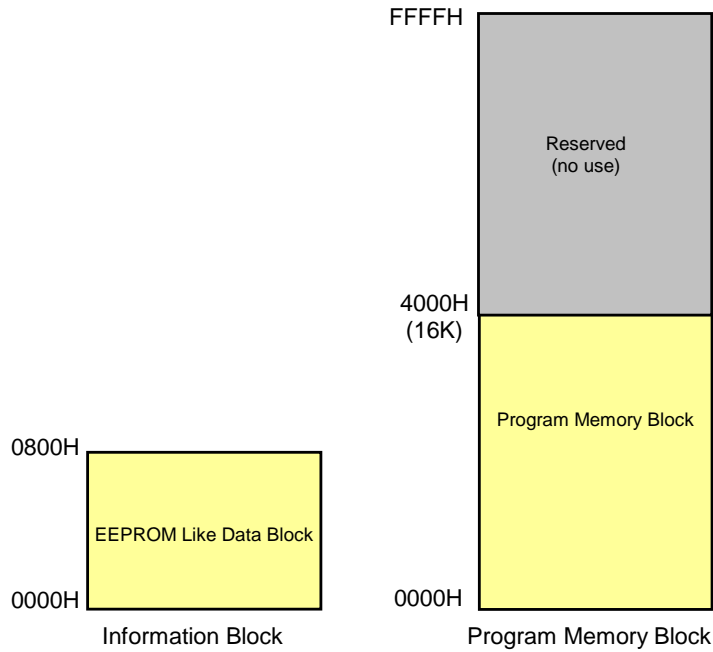 FFFFH
Reserved
(no use)
4000H
(16K)
Program Memory Block
0800H
EEPROM Like Data Block
0000H
0000H
Information Block
Program Memory Block